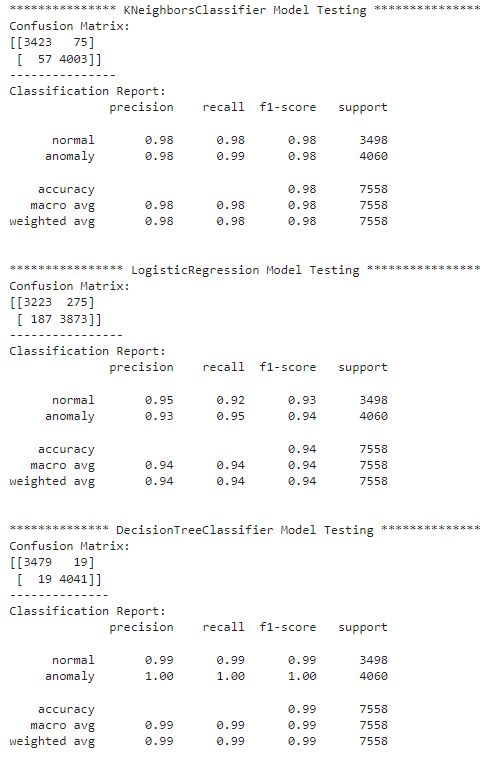 *************** KNeighborsClassifier Model Testing ***************
Confusion Matrix:
[[3423   75]
 [  57 4003]]
---------------
Classification Report:
              precision    recall  f1-score   support

      normal       0.98      0.98      0.98      3498
     anomaly       0.98      0.99      0.98      4060

    accuracy                           0.98      7558
   macro avg       0.98      0.98      0.98      7558
weighted avg       0.98      0.98      0.98      7558

**************** LogisticRegression Model Testing ****************
Confusion Matrix:
[[3223  275]
 [ 187 3873]]
----------------
Classification Report:
              precision    recall  f1-score   support

      normal       0.95      0.92      0.93      3498
     anomaly       0.93      0.95      0.94      4060

    accuracy                           0.94      7558
   macro avg       0.94      0.94      0.94      7558
weighted avg       0.94      0.94      0.94      7558

************** DecisionTreeClassifier Model Testing **************
Confusion Matrix:
[[3479   19]
 [  19 4041]]
--------------
Classification Report:
              precision    recall  f1-score   support

      normal       0.99      0.99      0.99      3498
     anomaly       1.00      1.00      1.00      4060

    accuracy                           0.99      7558
   macro avg       0.99      0.99      0.99      7558
weighted avg       0.99      0.99      0.99      7558